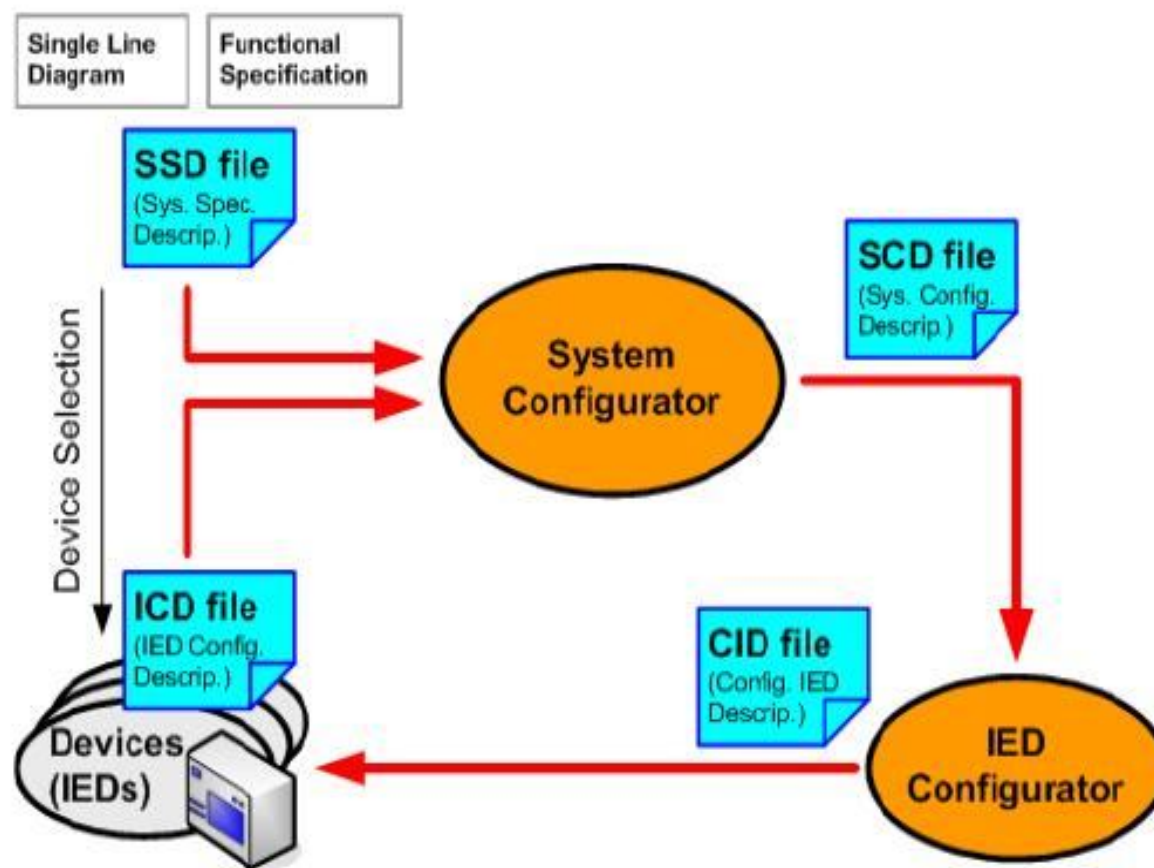 Single Line
Diagram
Functional
Specification
SSD file
(Sys. Spec.
Descrip.)
SCD file
(Sys. Config.
Descrip.)
System
Configurator
Device Selection
ICD file
(IED Config.
Descrip.)
CID file
(Config. IED
Descrip.)
Devices
(IEDs)
IED
Configurator